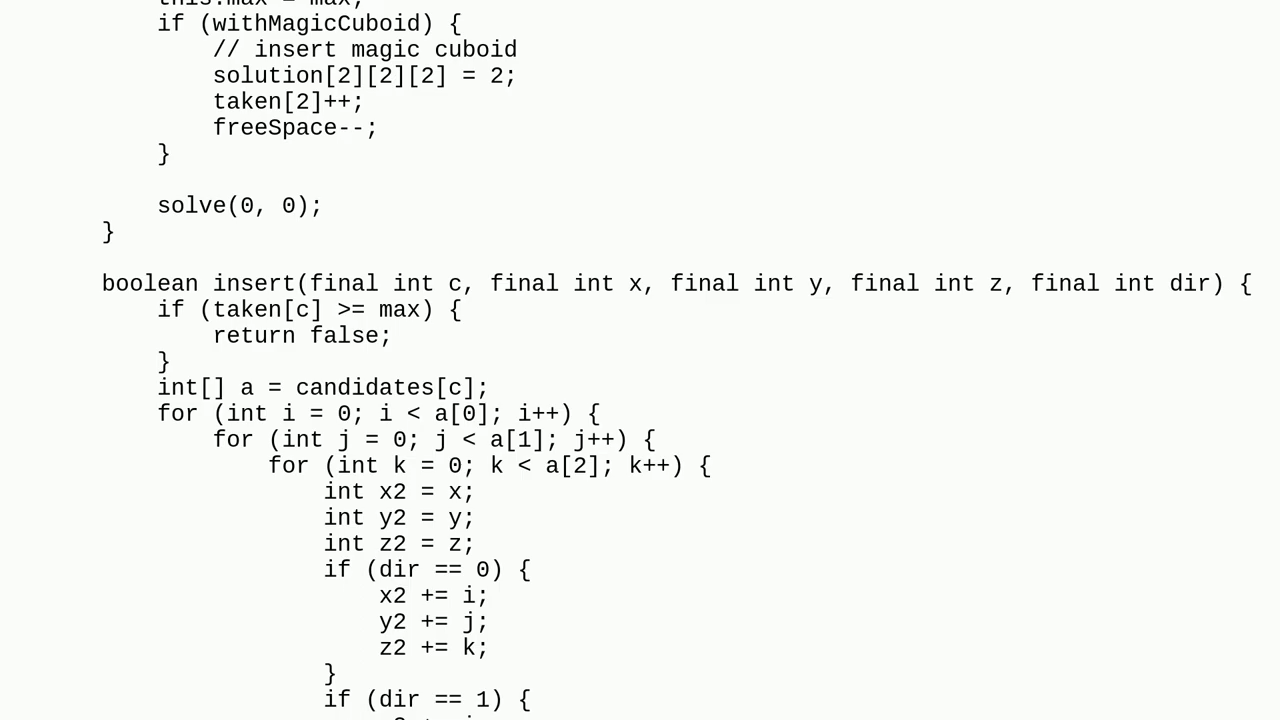 this.max = max;
if (withMagicCuboid) {
// insert magic cuboid
solution[2][2][2] = 2;
taken[2]++;
freeSpace--;
}
solve(0, 0);
}
boolean insert(final int c, final int x, final int y, final int z, final int dir) {
if (taken[c] >= max) {
return false;
}
int[] a = candidates[c];
for (int i = 0; i < a[0]; i++) {
for (int j = 0; j < a[1]; j++) {
for (int k = 0; k < a[2]; k++) {
int x2 = x;
int y2 = y;
int z2 = z;
if (dir == 0) {
x2 += i;
y2 += j;
z2 += k;
}
if (dir == 1) {